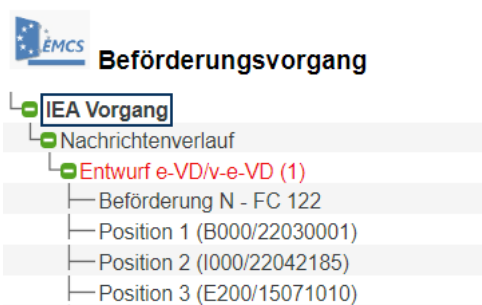 EMCS
Beförderungsvorgang
IEA Vorgang
Nachrichtenverlauf
Entwurf e-VD/v-e-VD (1)
Beförderung N - FC 122
Position 1 (B000/22030001)
Position 2 (I000/22042185)
Position 3 (E200/15071010)